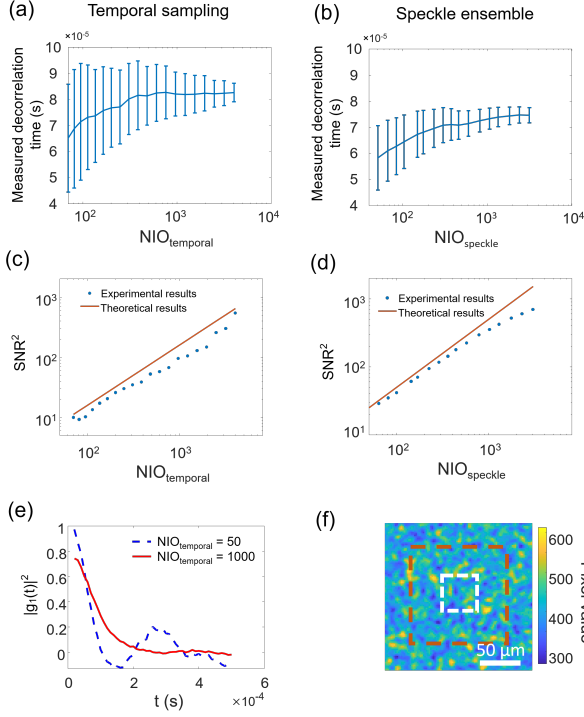 (a) Temporal sampling
(b) Speckle ensemble
×10⁻⁵
10
9
8
7
6
5
4
Measured decorrelation
time (s)
10² 10³ 10⁴
NIO_temporal
×10⁻⁵
10
9
8
7
6
5
4
Measured decorrelation
time (s)
10² 10³ 10⁴
NIO_speckle
(c)
10³
10²
10¹
SNR²
Experimental results
Theoretical results
10² 10³
NIO_temporal
(d)
10³
10²
10¹
SNR²
Experimental results
Theoretical results
10² 10³
NIO_speckle
(e)
1
0.8
0.6
0.4
0.2
0
|g₁(t)|²
NIO_temporal = 50
NIO_temporal = 1000
0 2 4 6
t (s) ×10⁻⁴
(f)
600
500
400
300
50 µm